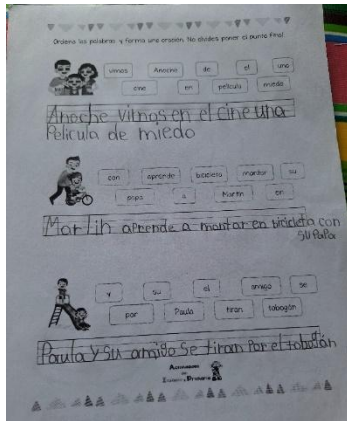 Ordena las palabras y forma una oración. No olvides poner el punto final.
vimos Anoche de el una
cine en película miedo
Anoche vimos en el cine una
Pelicula de miedo
con aprende bicicleta montar su
papa a Martín en
Martín aprende a montar en bicicleta con
su PaPa
y su el amigo se
por Paula tiran tobogán
Paula y su amigo se tiran Por el tobogán